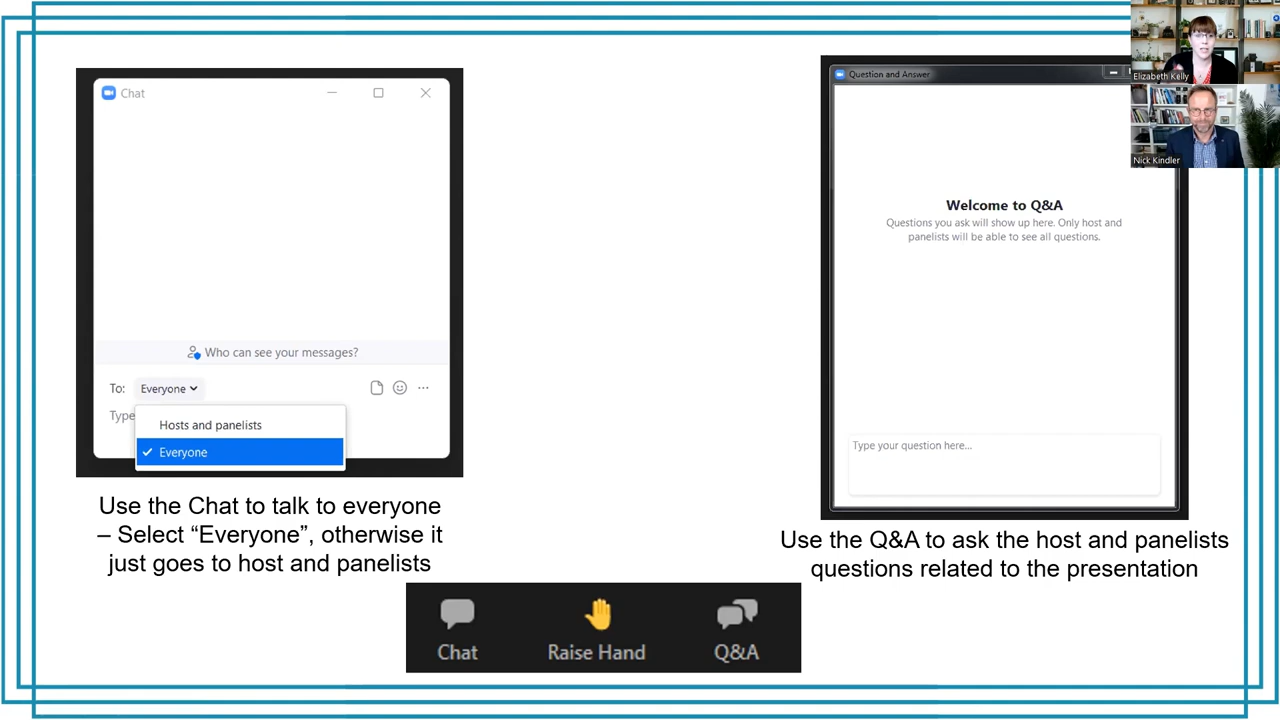 Chat
Who can see your messages?
To: Everyone
Type
Hosts and panelists
Everyone
Use the Chat to talk to everyone
– Select “Everyone”, otherwise it
just goes to host and panelists
Question and Answer
Welcome to Q&A
Questions you ask will show up here. Only host and
panelists will be able to see all questions.
Type your question here...
Use the Q&A to ask the host and panelists
questions related to the presentation
Chat
Raise Hand
Q&A
Elizabeth Kelly
Nick Kindler